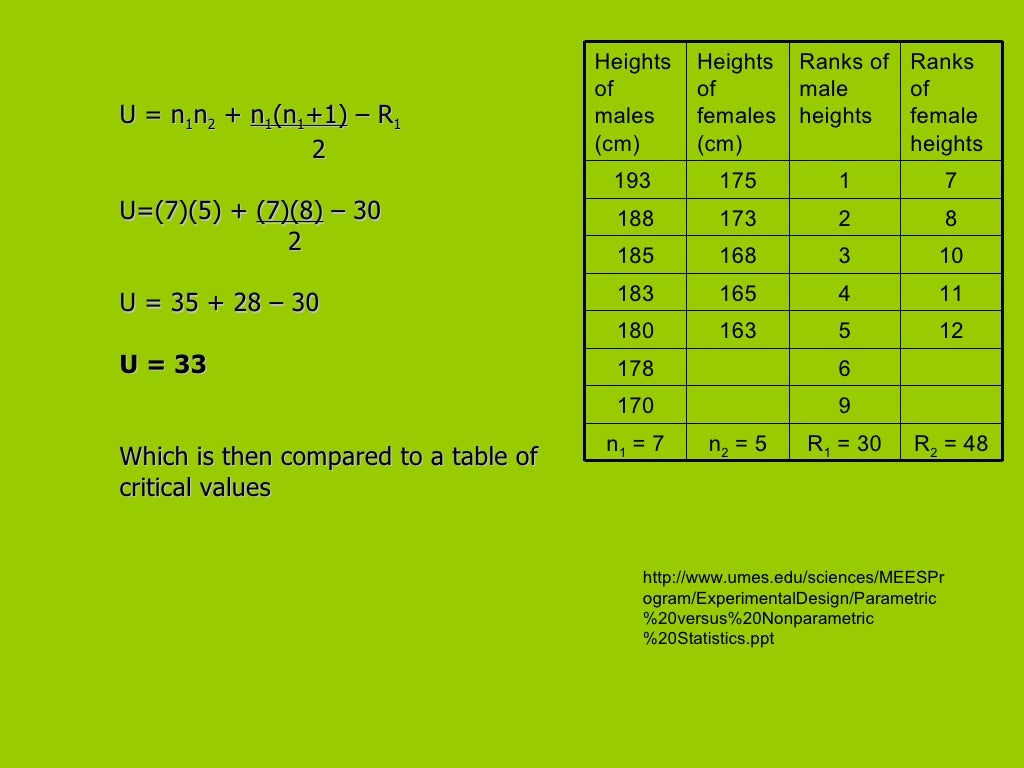 U = n₁n₂ + n₁(n₁+1) – R₁
2
U=(7)(5) + (7)(8) – 30
2
U = 35 + 28 – 30
U = 33
Which is then compared to a table of
critical values
Heights of males (cm) Heights of females (cm) Ranks of male heights Ranks of female heights
193 175 1 7
188 173 2 8
185 168 3 10
183 165 4 11
180 163 5 12
178 6
170 9
n₁ = 7 n₂ = 5 R₁ = 30 R₂ = 48
http://www.umes.edu/sciences/MEESPr
ogram/ExperimentalDesign/Parametric
%20versus%20Nonparametric
%20Statistics.ppt